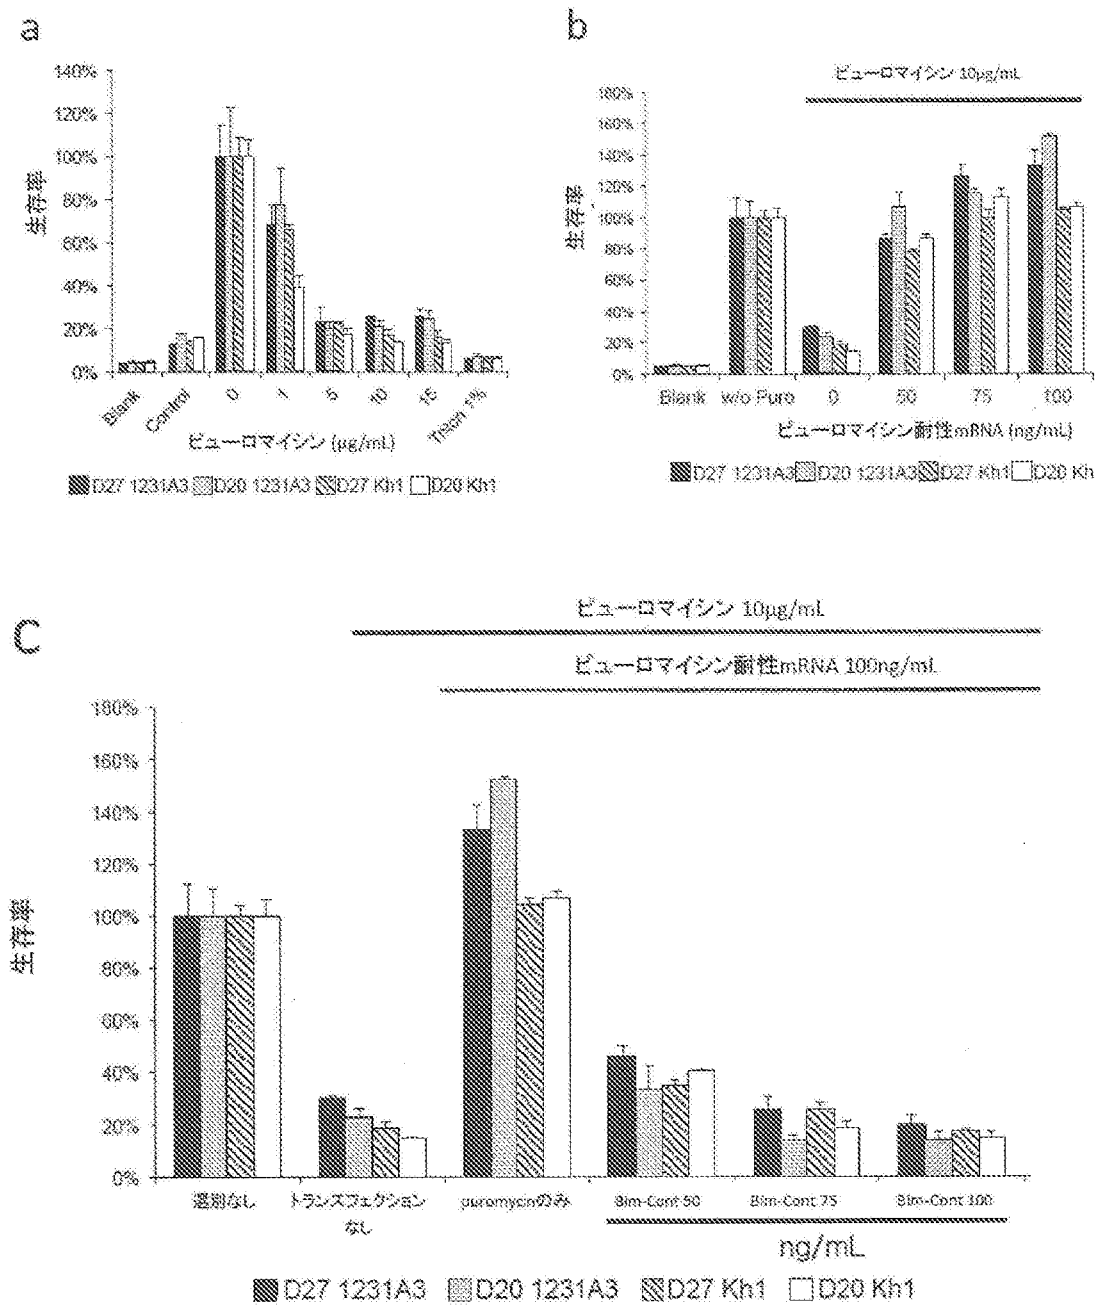 a
140%
120%
100%
80%
60%
40%
20%
0%
生存率
Blank
Control
0
1
5
10
15
Triton 1%
ピューロマイシン (µg/mL)
D27 1231A3 D20 1231A3 D27 Kh1 D20 Kh1
b
ピューロマイシン 10µg/mL
180%
160%
140%
120%
100%
80%
60%
40%
20%
0%
生存率
Blank w/o Puro 0 50 75 100
ピューロマイシン耐性mRNA (ng/mL)
D27 1231A3 D20 1231A3 D27 Kh1 D20 Kh
C
ピューロマイシン 10µg/mL
ピューロマイシン耐性mRNA 100ng/mL
180%
160%
140%
120%
100%
80%
60%
40%
20%
0%
生存率
選別なし
トランスフェクション
なし
puromycinのみ
Bim-Cont 50
Bim-Cont 75
Bim-Cont 100
ng/mL
D27 1231A3 D20 1231A3 D27 Kh1 D20 Kh1